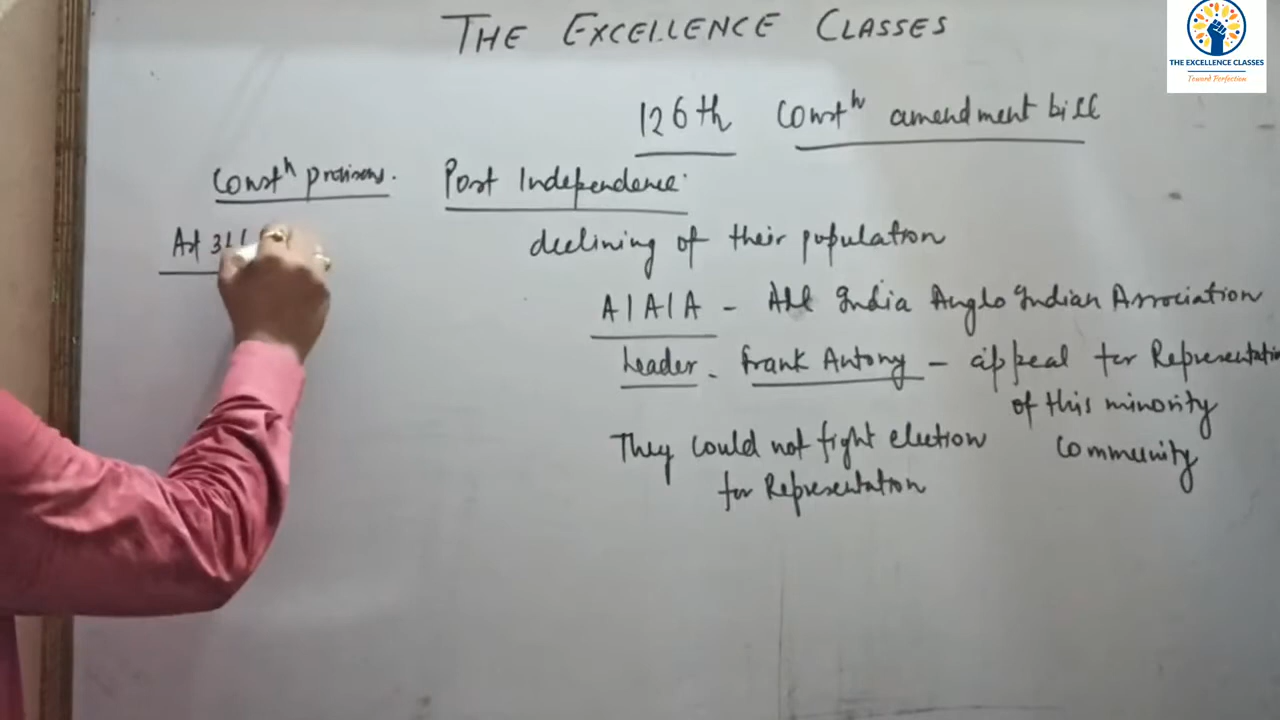 THE EXCELLENCE CLASSES
THE EXCELLENCE CLASSES
Toward Perfection
126th Constⁿ amendment bill
Constⁿ provisions.
Post Independence
Art
declining of their population
A I A I A - All India Anglo Indian Association
Leader - Frank Antony - appeal for Representation
of this minority
community
They could not fight election
for Representation